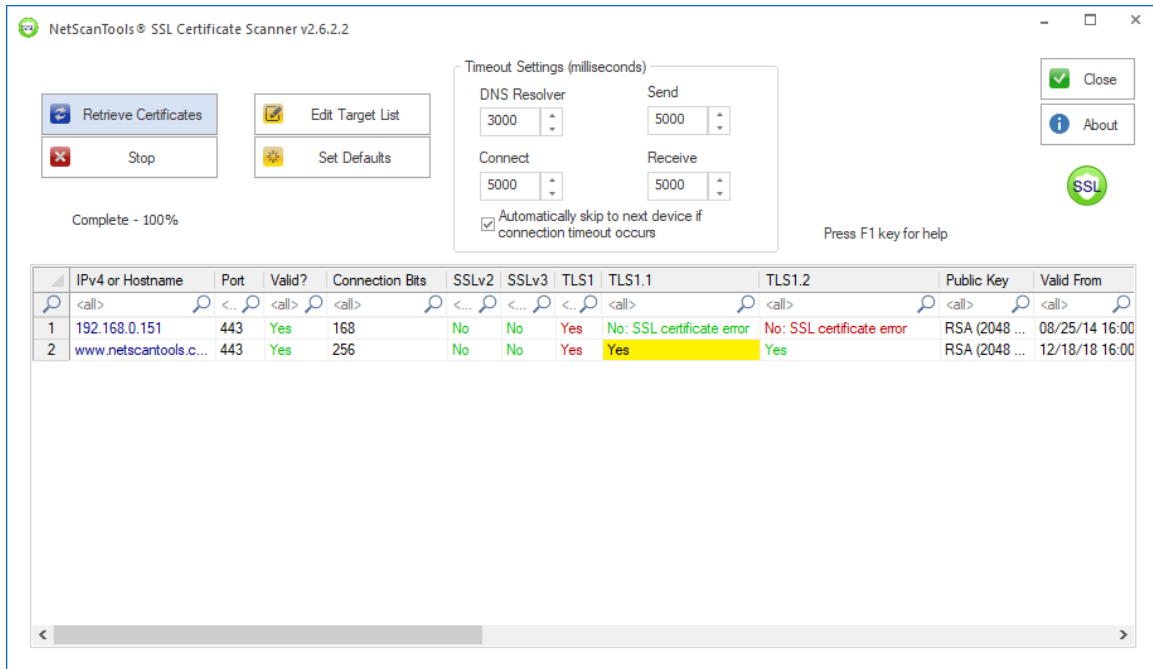 NetScanTools® SSL Certificate Scanner v2.6.2.2
Retrieve Certificates
Edit Target List
Stop
Set Defaults
Complete - 100%
Timeout Settings (milliseconds)
DNS Resolver
Send
3000
5000
Connect
Receive
5000
5000
Automatically skip to next device if
connection timeout occurs
Close
About
SSL
Press F1 key for help
IPv4 or Hostname Port Valid? Connection Bits SSLv2 SSLv3 TLS1 TLS1.1 TLS1.2 Public Key Valid From
<all> <.. <all> <all> <... <... <.. <all> <all> <all> <all>
1 192.168.0.151 443 Yes 168 No No Yes No: SSL certificate error No: SSL certificate error RSA (2048 ... 08/25/14 16:00
2 www.netscantools.c... 443 Yes 256 No No Yes Yes Yes RSA (2048 ... 12/18/18 16:00